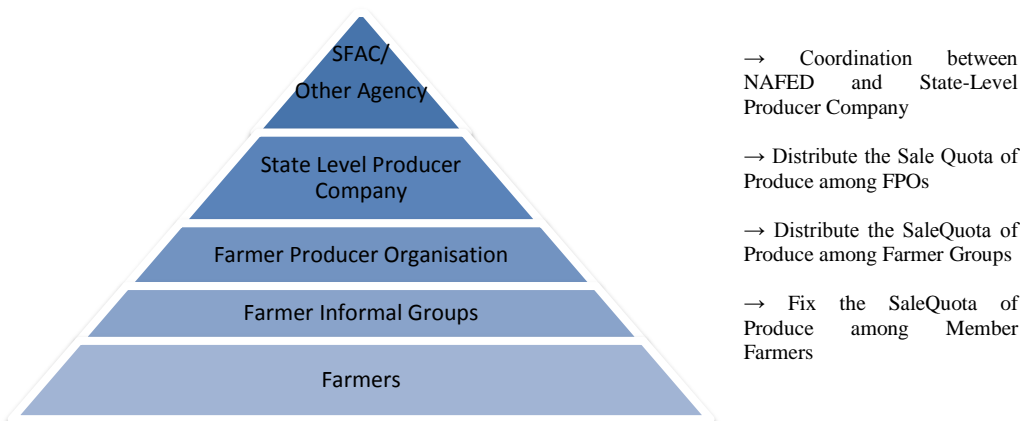 SFAC/
Other Agency
State Level Producer
Company
Farmer Producer Organisation
Farmer Informal Groups
Farmers
→ Coordination between
NAFED and State-Level
Producer Company
→ Distribute the Sale Quota of
Produce among FPOs
→ Distribute the SaleQuota of
Produce among Farmer Groups
→ Fix the SaleQuota of
Produce among Member
Farmers